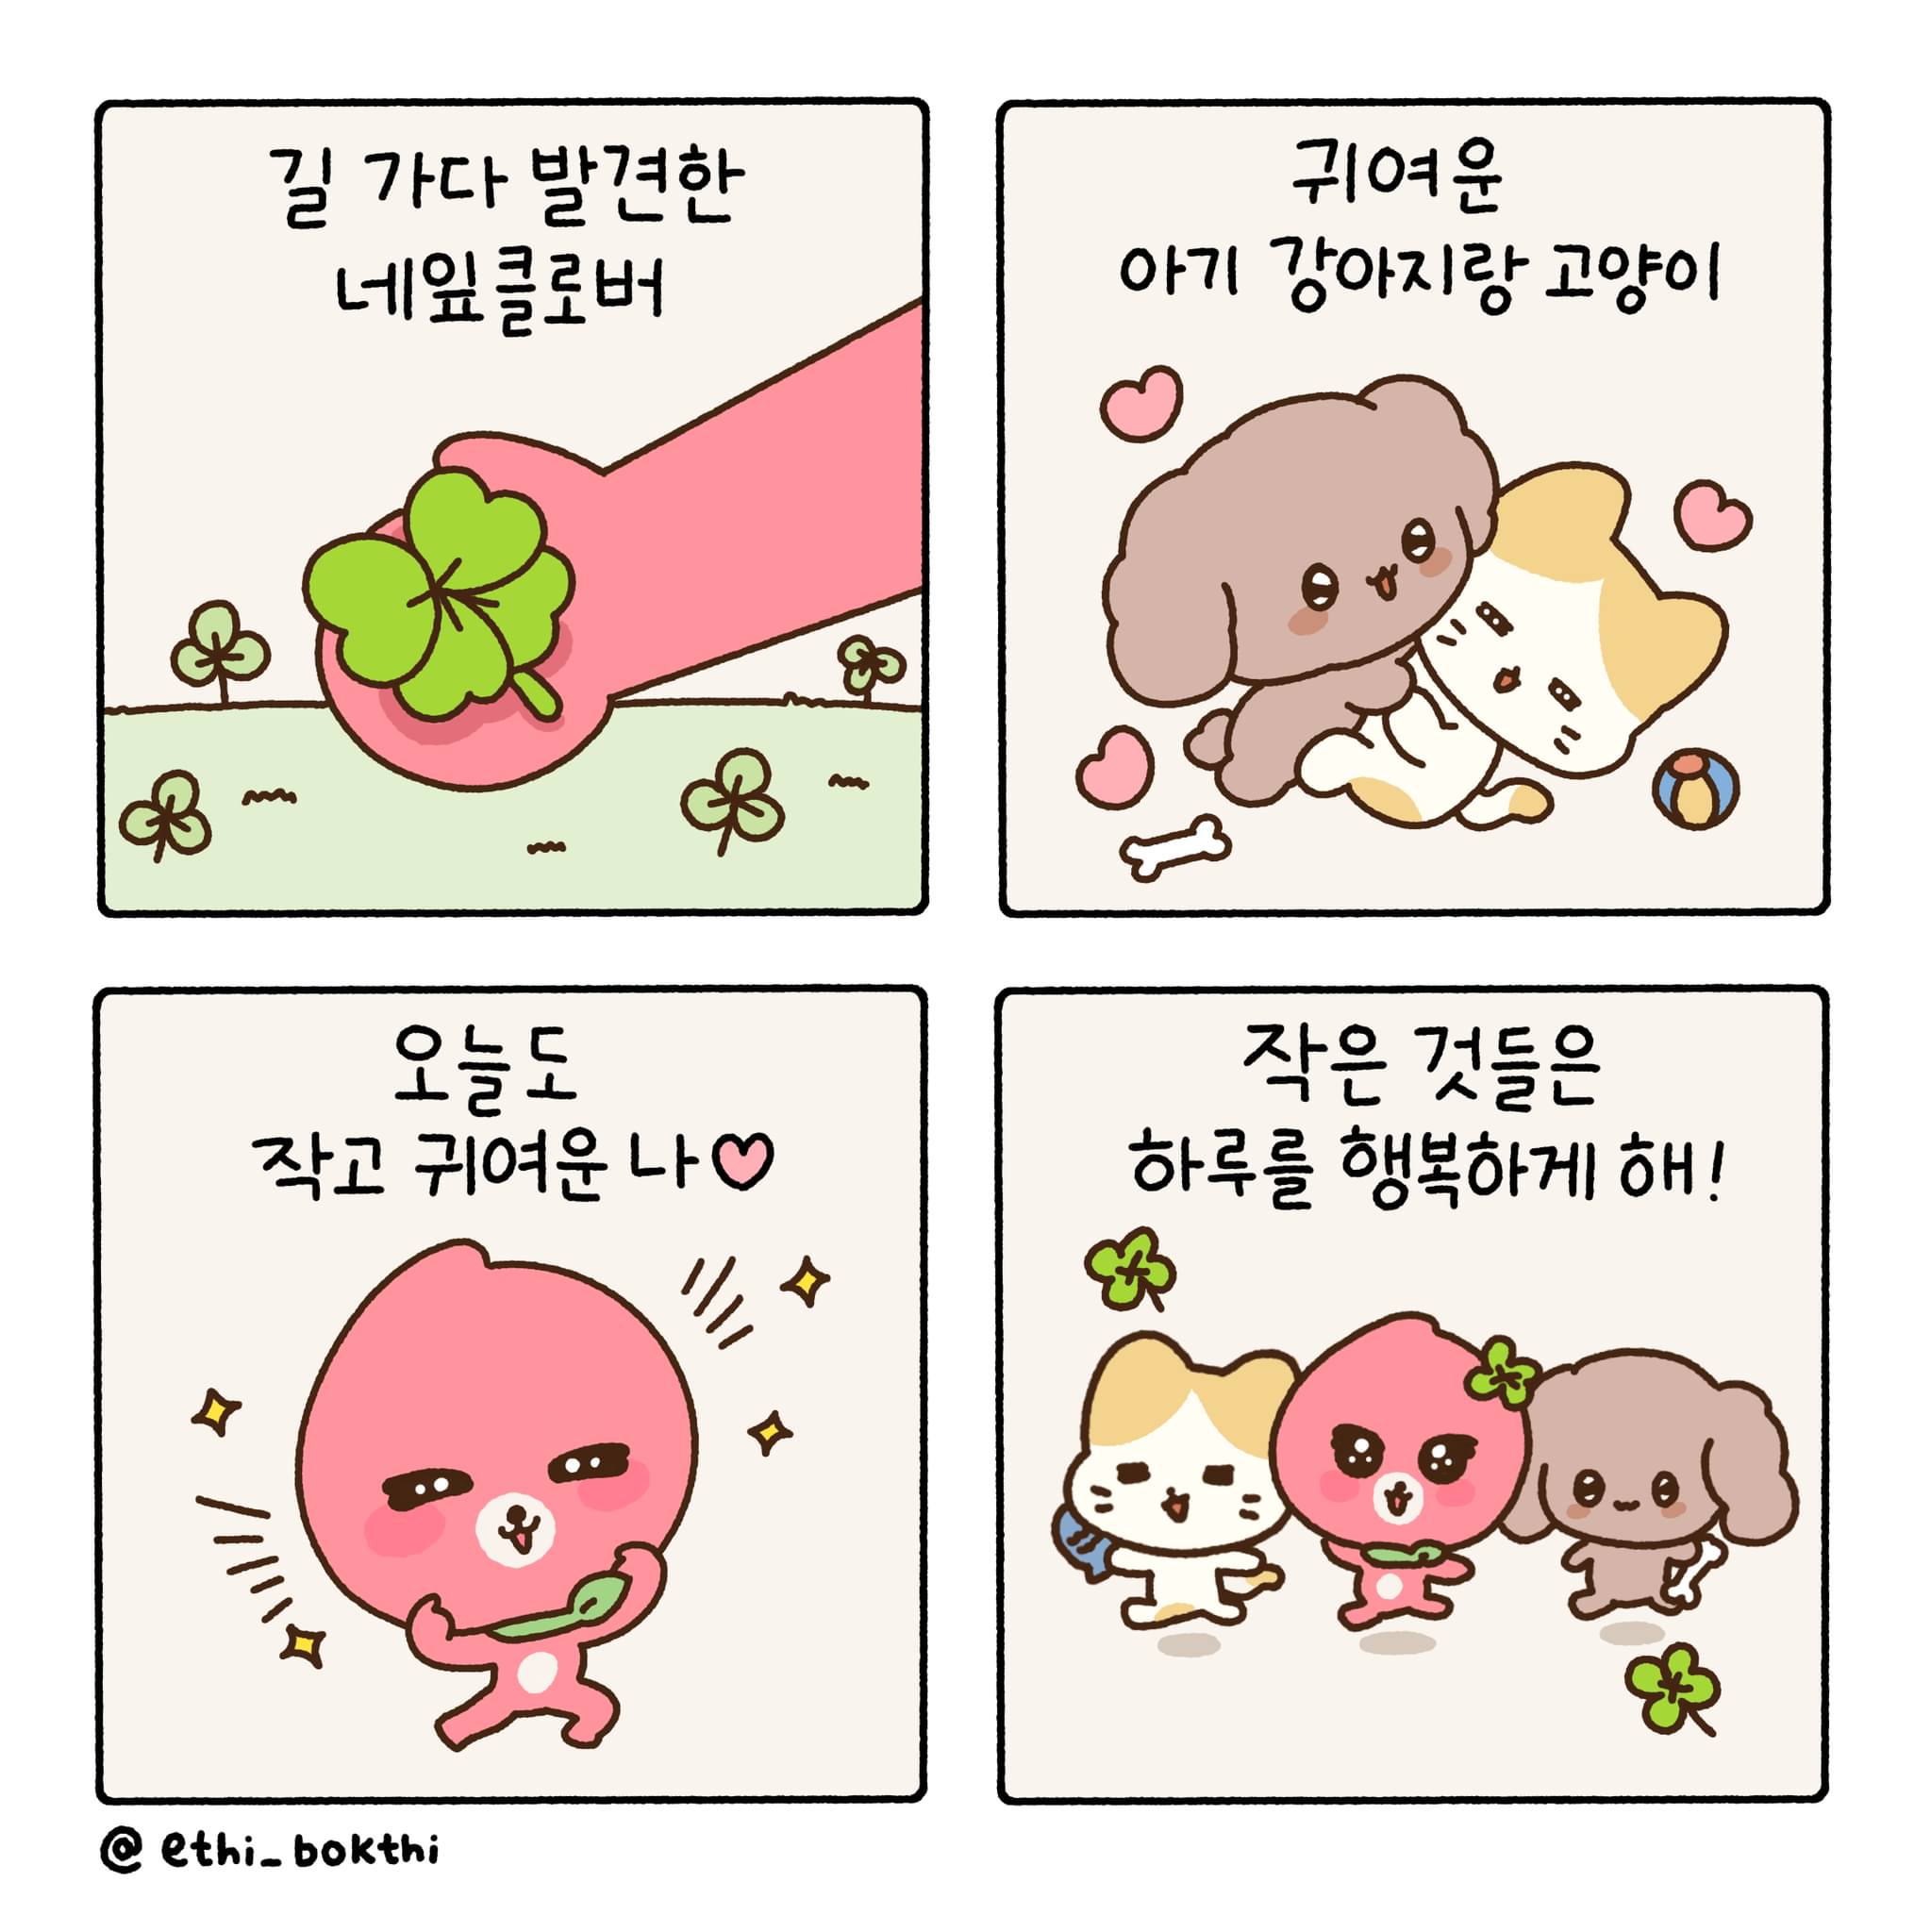 길 가다 발견한
네잎클로버
귀여운
아기 강아지랑 고양이
오늘도
작고 귀여운 나♡
작은 것들은
하루를 행복하게 해!
@ethi_bokthi